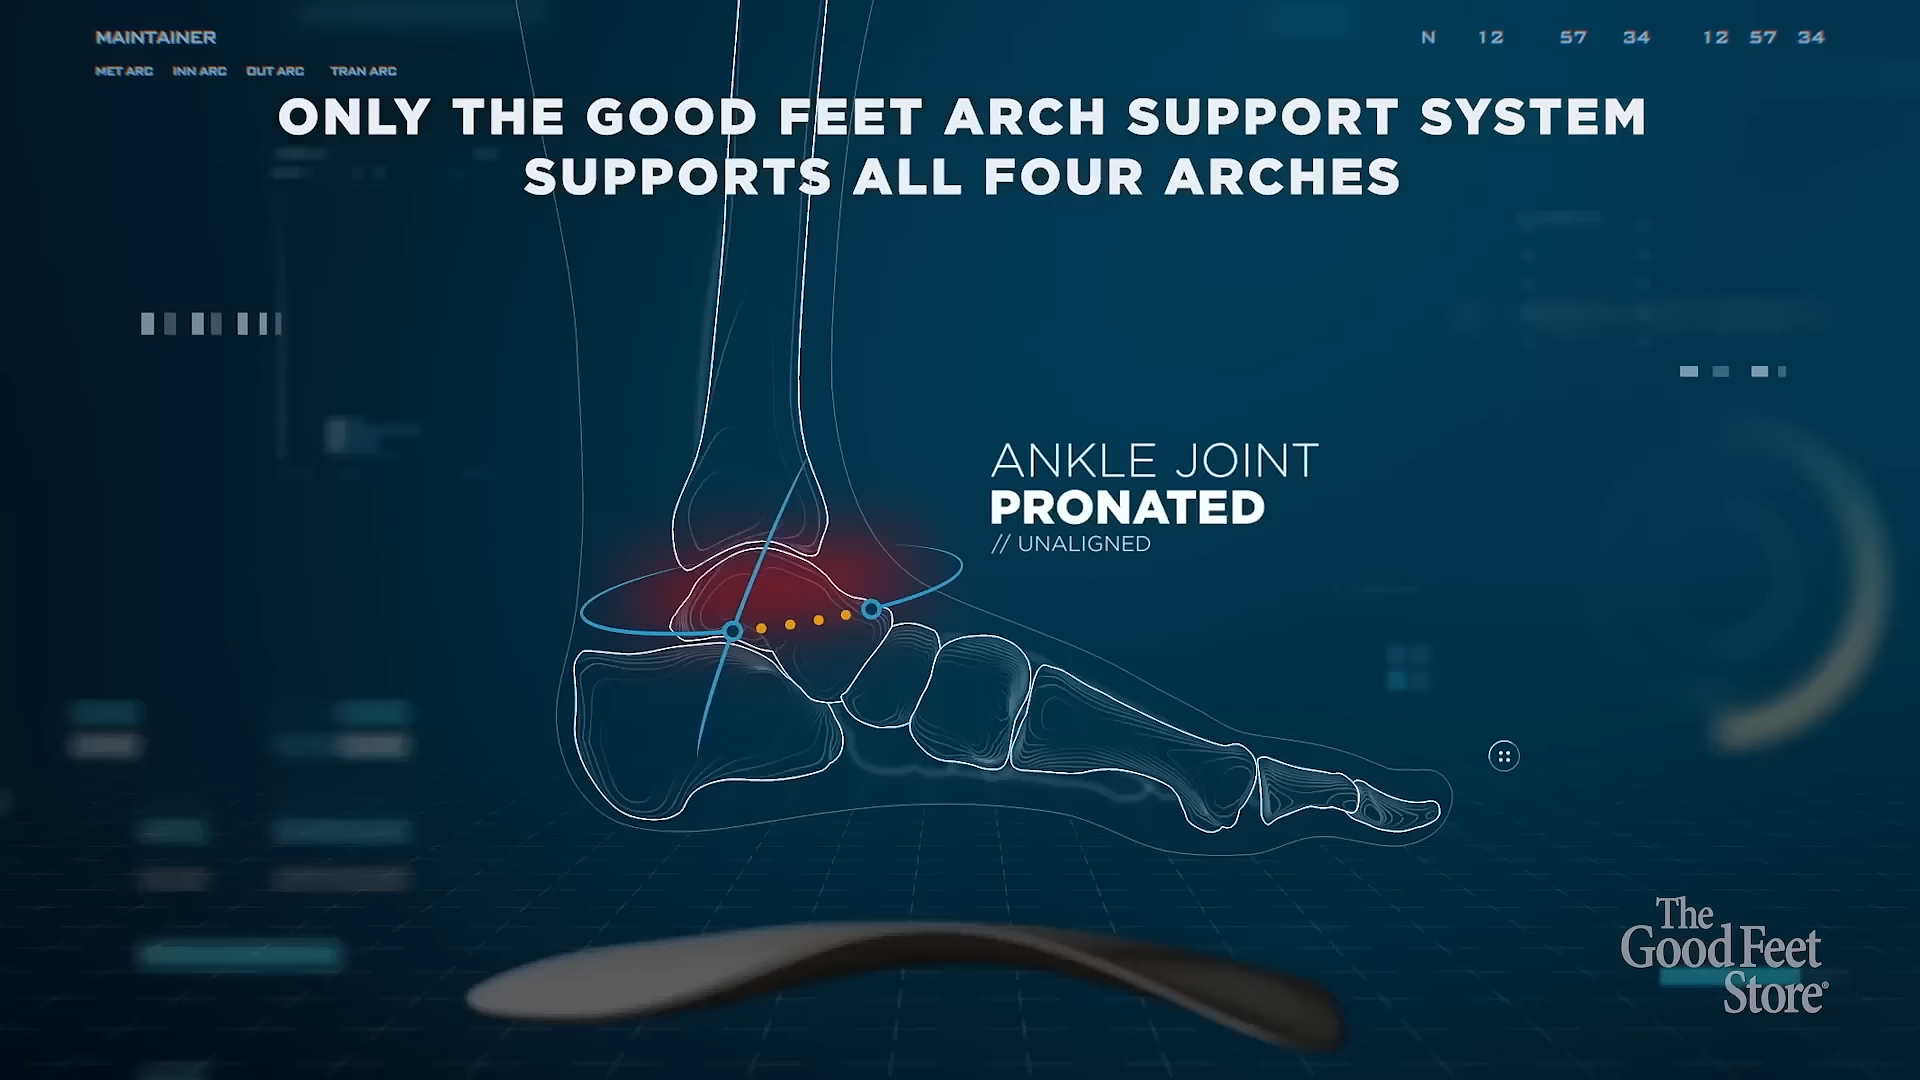 MAINTAINER
MET ARC INN ARC OUT ARC TRAN ARC
N 12 57 34 12 57 34
ONLY THE GOOD FEET ARCH SUPPORT SYSTEM
SUPPORTS ALL FOUR ARCHES
ANKLE JOINT
PRONATED
// UNALIGNED
The
Good Feet
Store®